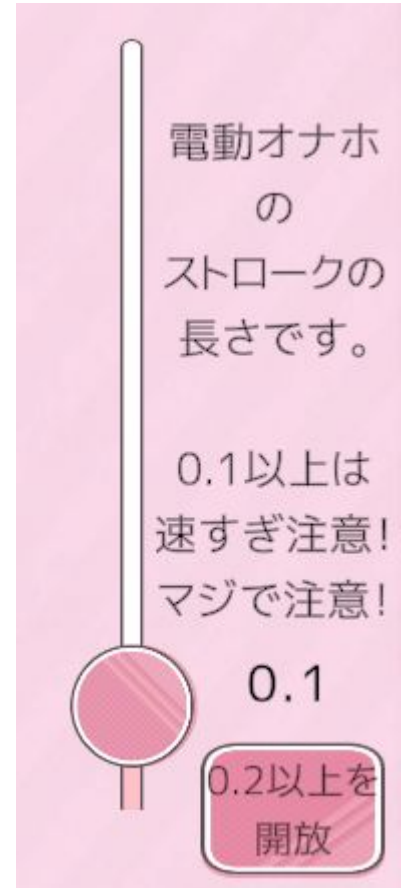 電動オナホ
の
ストロークの
長さです。
0.1以上は
速すぎ注意!
マジで注意!
0.1
0.2以上を
開放